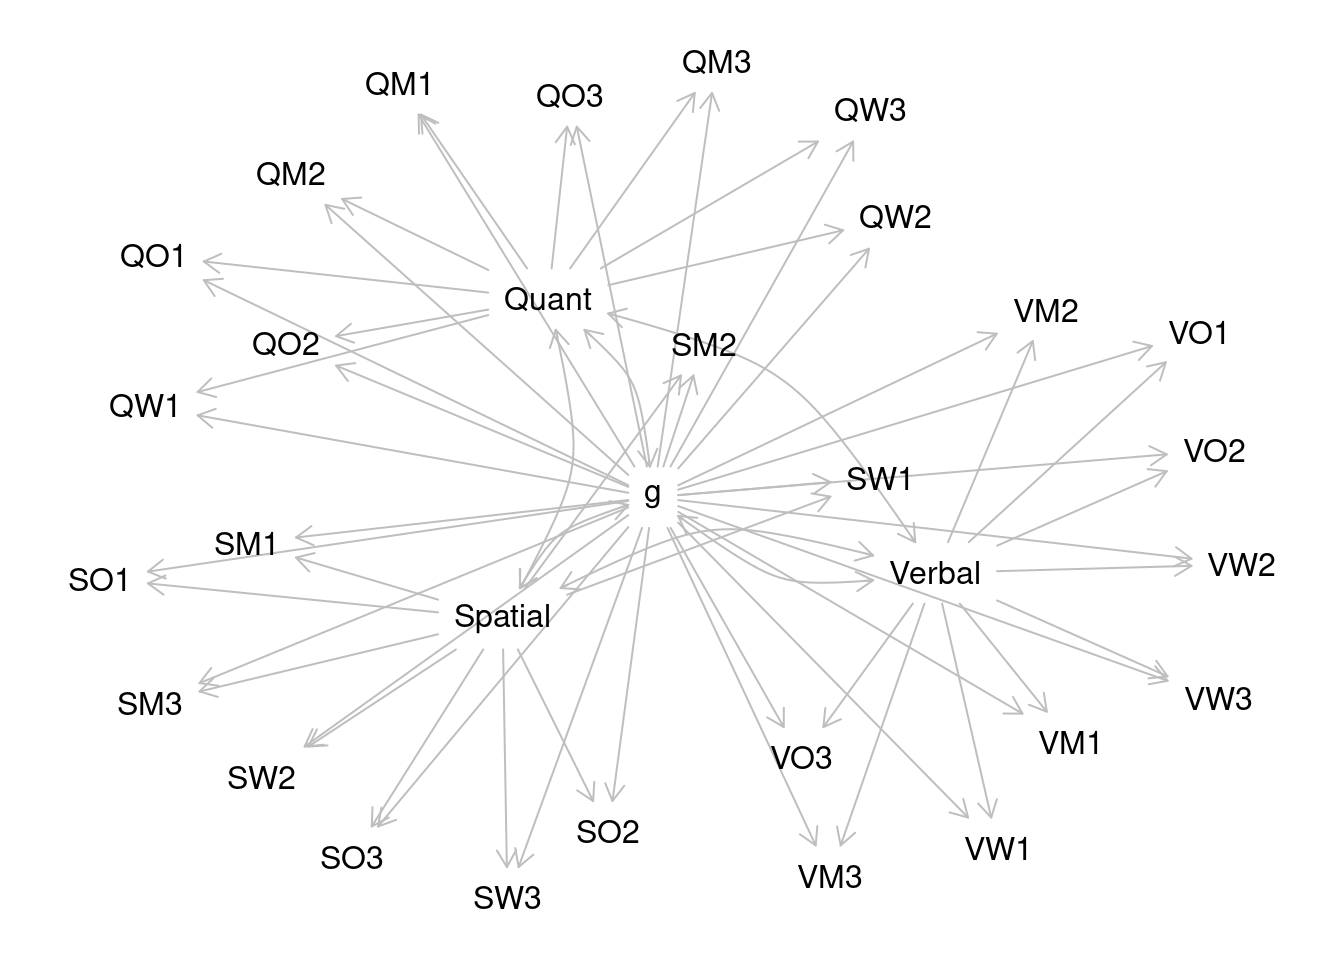 QM3
QM1
QO3
QW3
QM2
QW2
QO1
Quant
VM2
VO1
QO2
SM2
QW1
VO2
SW1
g
SM1
VW2
SO1
Verbal
Spatial
VW3
SM3
VM1
VO3
SW2
SO2
VW1
SO3
VM3
SW3